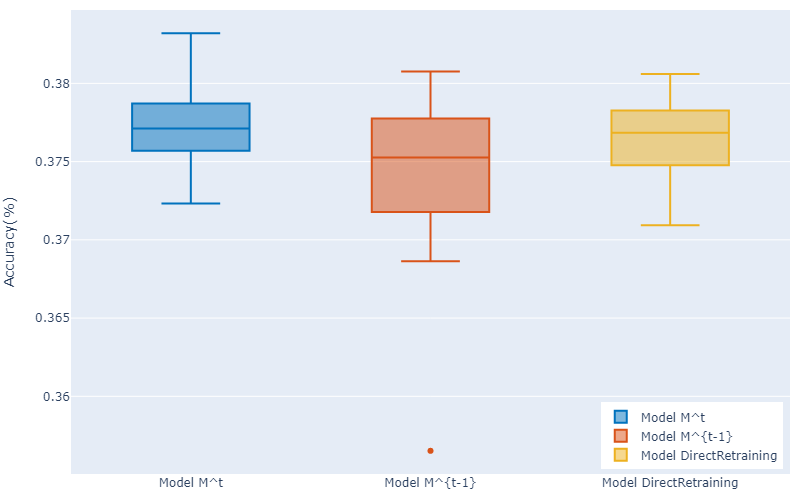 Accuracy(%)
0.38
0.375
0.37
0.365
0.36
Model M^t
Model M^{t-1}
Model DirectRetraining
Model M^t
Model M^{t-1}
Model DirectRetraining